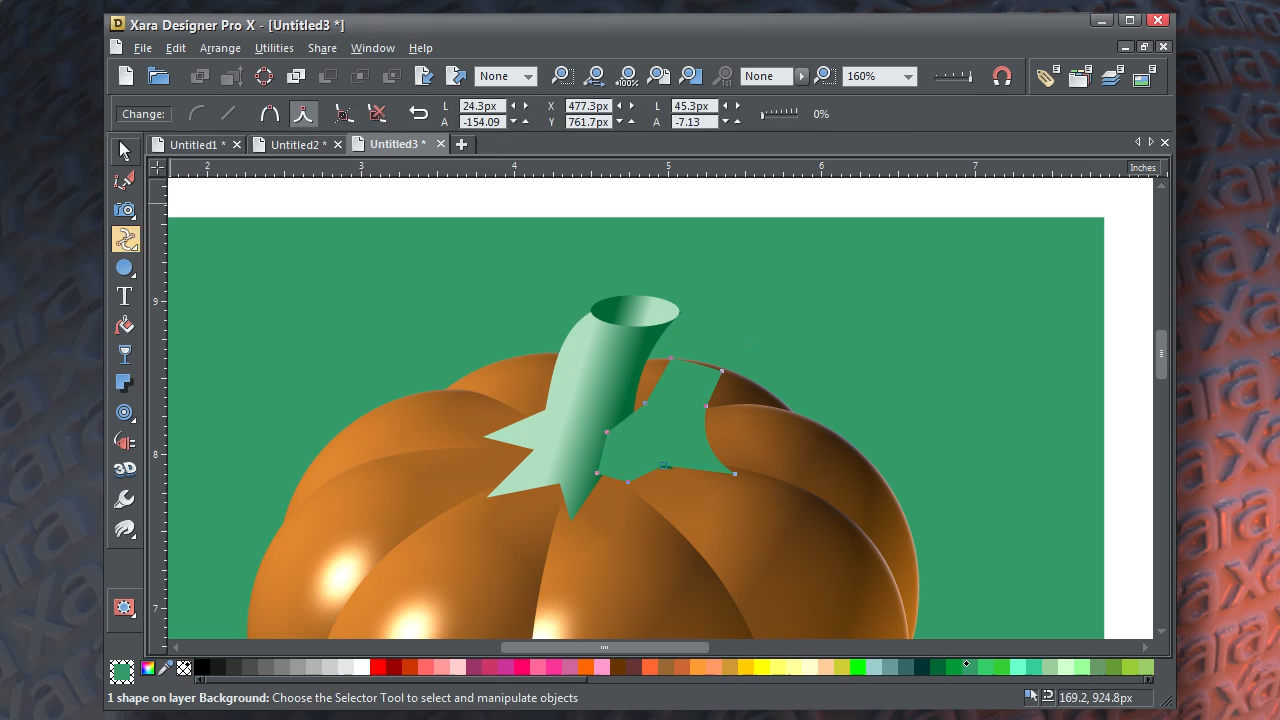 Xara Designer Pro X - [Untitled3 *]
File Edit Arrange Utilities Share Window Help
None 100% None 160%
Change: L 24.3px X 477.3px L 45.3px
A -154.09 Y 761.7px A -7.13 0%
Untitled1 * Untitled2 * Untitled3 *
2 3 4 5 6 7 Inches
9
8
7
T
3D
1 shape on layer Background: Choose the Selector Tool to select and manipulate objects 169.2, 924.8px